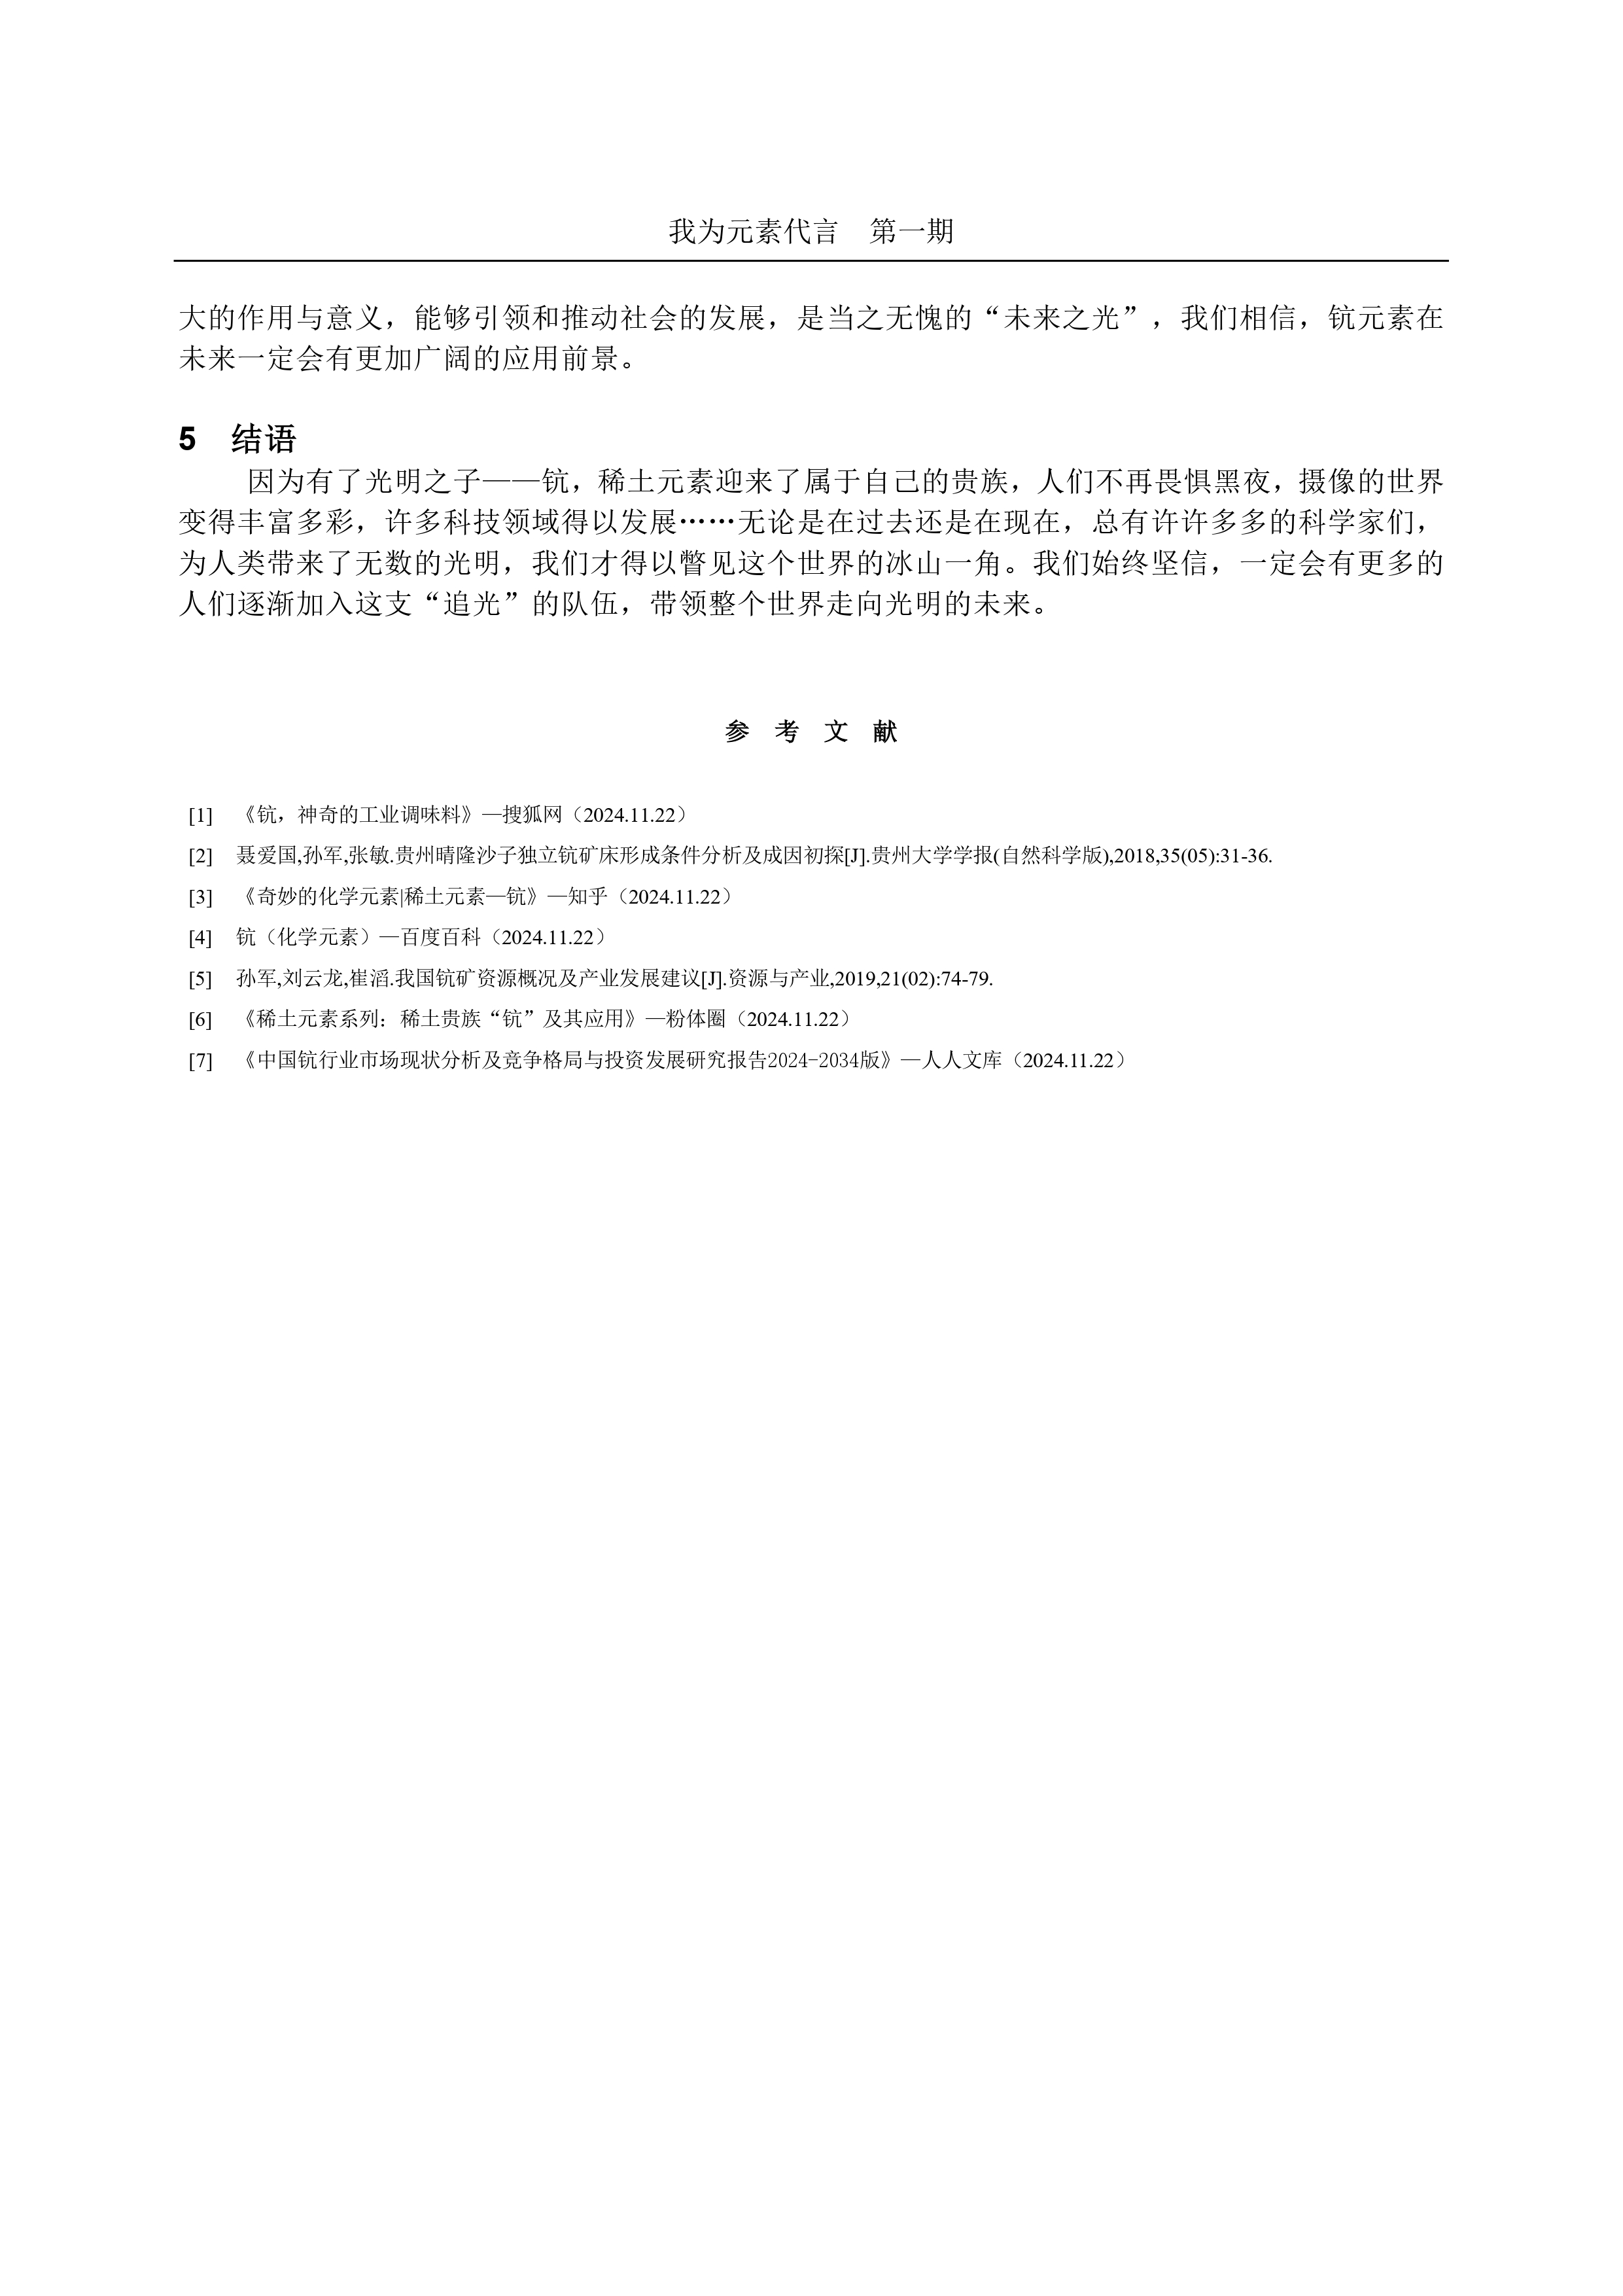 我为元素代言　第一期
大的作用与意义，能够引领和推动社会的发展，是当之无愧的“未来之光”，我们相信，钪元素在
未来一定会有更加广阔的应用前景。
5　结语
因为有了光明之子——钪，稀土元素迎来了属于自己的贵族，人们不再畏惧黑夜，摄像的世界
变得丰富多彩，许多科技领域得以发展……无论是在过去还是在现在，总有许许多多的科学家们，
为人类带来了无数的光明，我们才得以瞥见这个世界的冰山一角。我们始终坚信，一定会有更多的
人们逐渐加入这支“追光”的队伍，带领整个世界走向光明的未来。
参　考　文　献
[1]　《钪，神奇的工业调味料》—搜狐网（2024.11.22）
[2]　聂爱国,孙军,张敏.贵州晴隆沙子独立钪矿床形成条件分析及成因初探[J].贵州大学学报(自然科学版),2018,35(05):31-36.
[3]　《奇妙的化学元素|稀土元素—钪》—知乎（2024.11.22）
[4]　钪（化学元素）—百度百科（2024.11.22）
[5]　孙军,刘云龙,崔滔.我国钪矿资源概况及产业发展建议[J].资源与产业,2019,21(02):74-79.
[6]　《稀土元素系列：稀土贵族“钪”及其应用》—粉体圈（2024.11.22）
[7]　《中国钪行业市场现状分析及竞争格局与投资发展研究报告2024-2034版》—人人文库（2024.11.22）